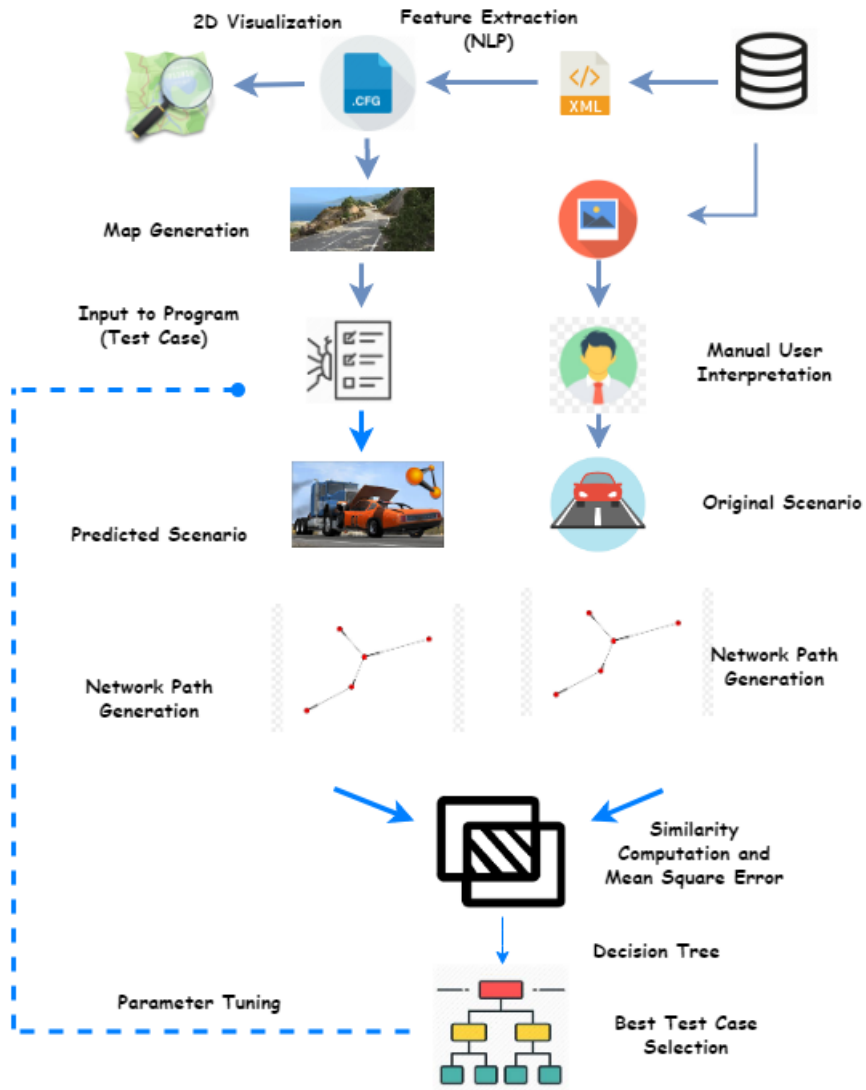 2D Visualization
Feature Extraction
(NLP)
.CFG
</>
XML
Map Generation
Input to Program
(Test Case)
Manual User
Interpretation
Predicted Scenario
Original Scenario
Network Path
Generation
Network Path
Generation
Similarity
Computation and
Mean Square Error
Decision Tree
Parameter Tuning
Best Test Case
Selection